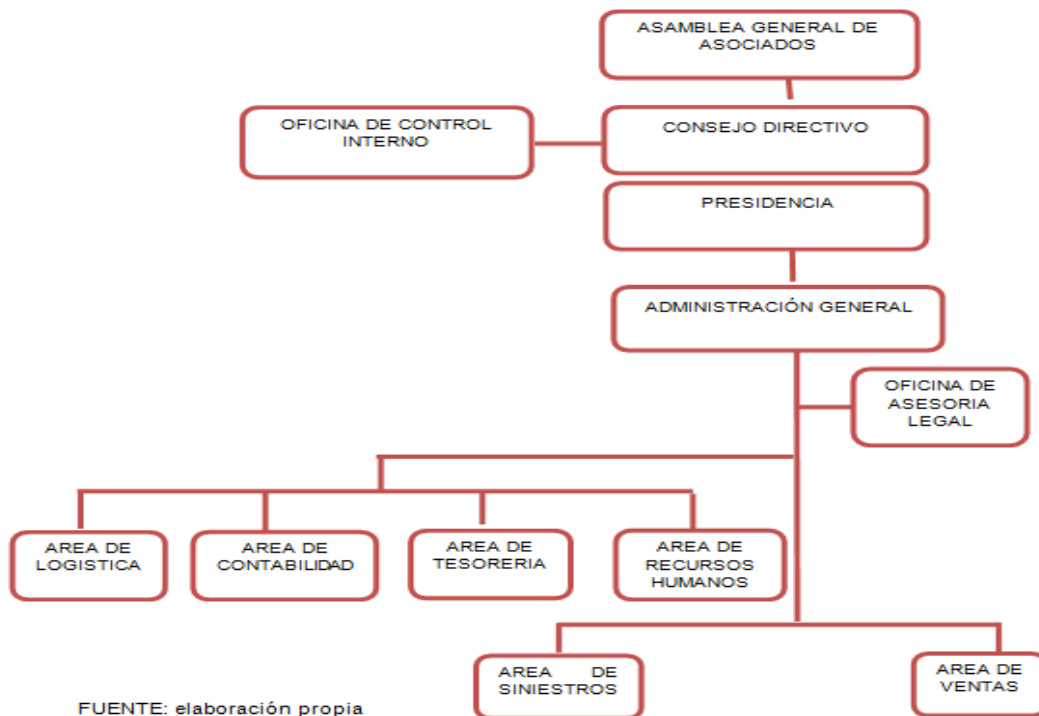 ASAMBLEA GENERAL DE
ASOCIADOS
OFICINA DE CONTROL
INTERNO
CONSEJO DIRECTIVO
PRESIDENCIA
ADMINISTRACIÓN GENERAL
OFICINA DE
ASESORIA
LEGAL
AREA DE
LOGISTICA
AREA DE
CONTABILIDAD
AREA DE
TESORERIA
AREA DE
RECURSOS
HUMANOS
AREA DE
SINIESTROS
AREA DE
VENTAS
FUENTE: elaboración propia